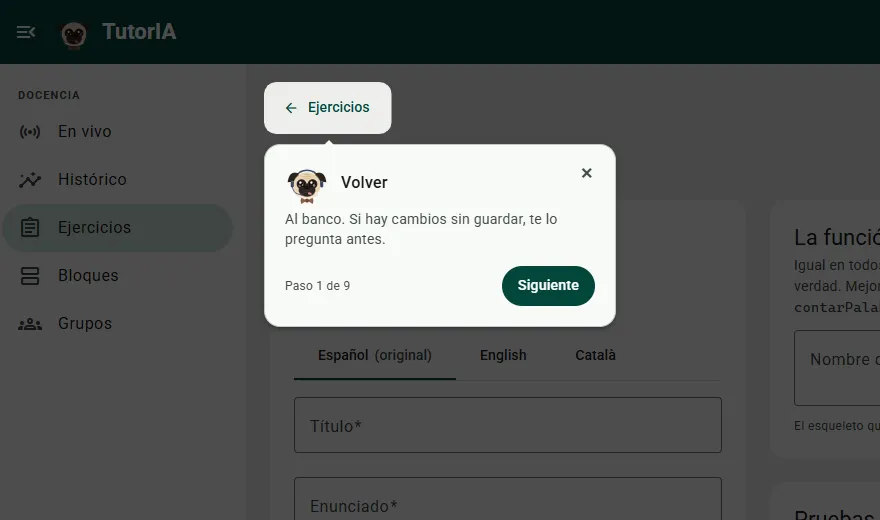 TutorIA
DOCENCIA
En vivo
Histórico
Ejercicios
Bloques
Grupos
Ejercicios
Volver
Al banco. Si hay cambios sin guardar, te lo
pregunta antes.
Paso 1 de 9
Siguiente
Español (original)
English
Català
Título*
Enunciado*
La funció
Igual en todo
verdad. Mejor
contarPala
Nombre
El esqueleto qu
Pruebas